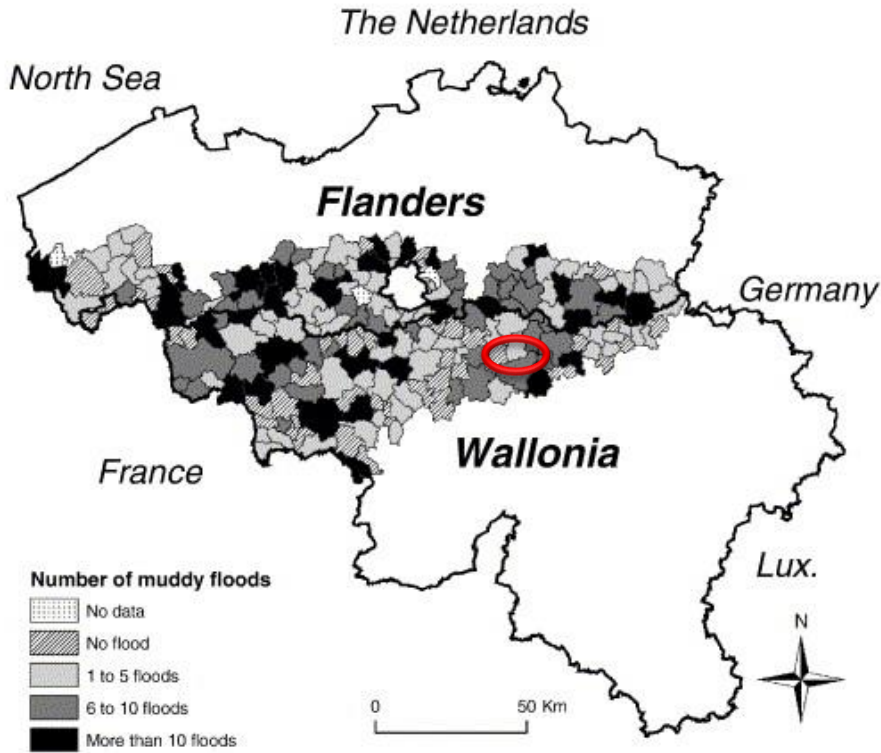 The Netherlands
North Sea
Flanders
Germany
France
Wallonia
Lux.
Number of muddy floods
No data
No flood
1 to 5 floods
6 to 10 floods
More than 10 floods
0 50 Km
N